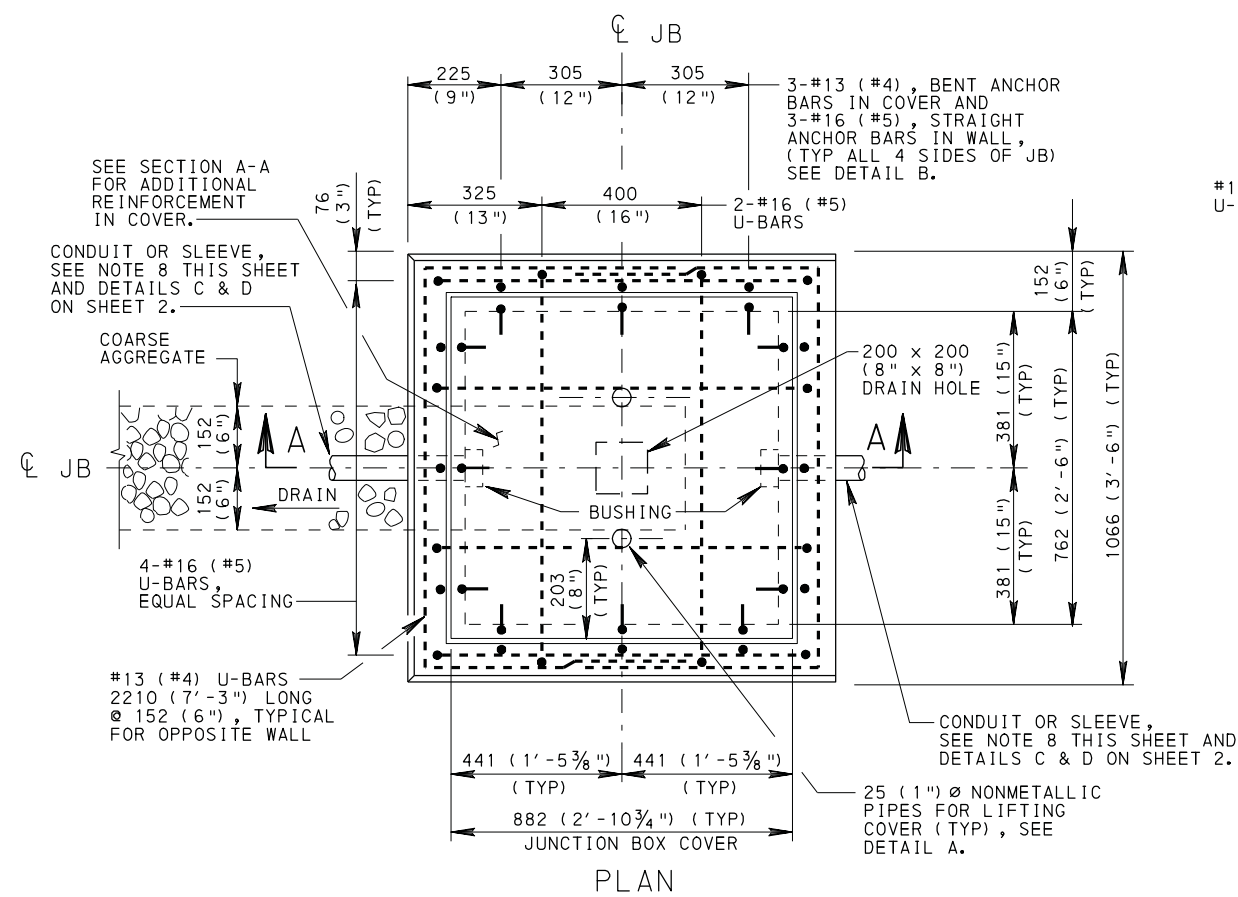 ℄ JB
225
(9")
305
(12")
305
(12")
3-#13 (#4), BENT ANCHOR
BARS IN COVER AND
3-#16 (#5), STRAIGHT
ANCHOR BARS IN WALL,
(TYP ALL 4 SIDES OF JB)
SEE DETAIL B.
SEE SECTION A-A
FOR ADDITIONAL
REINFORCEMENT
IN COVER.
76
(3")
(TYP)
325
(13")
400
(16")
2-#16 (#5)
U-BARS
#1
U-
CONDUIT OR SLEEVE,
SEE NOTE 8 THIS SHEET
AND DETAILS C & D
ON SHEET 2.
152
(6")
(TYP)
COARSE
AGGREGATE
200 x 200
(8" x 8")
DRAIN HOLE
381 (15")
(TYP)
762 (2'-6") (TYP)
1066 (3'-6") (TYP)
152
(6")
A
A
℄ JB
152
(6")
DRAIN
BUSHING
381 (15")
(TYP)
4-#16 (#5)
U-BARS,
EQUAL SPACING
203
(8")
(TYP)
#13 (#4) U-BARS
2210 (7'-3") LONG
@ 152 (6"), TYPICAL
FOR OPPOSITE WALL
CONDUIT OR SLEEVE,
SEE NOTE 8 THIS SHEET AND
DETAILS C & D ON SHEET 2.
441 (1'-5⅜")
(TYP)
441 (1'-5⅜")
(TYP)
25 (1") Ø NONMETALLIC
PIPES FOR LIFTING
COVER (TYP), SEE
DETAIL A.
882 (2'-10¾") (TYP)
JUNCTION BOX COVER
PLAN